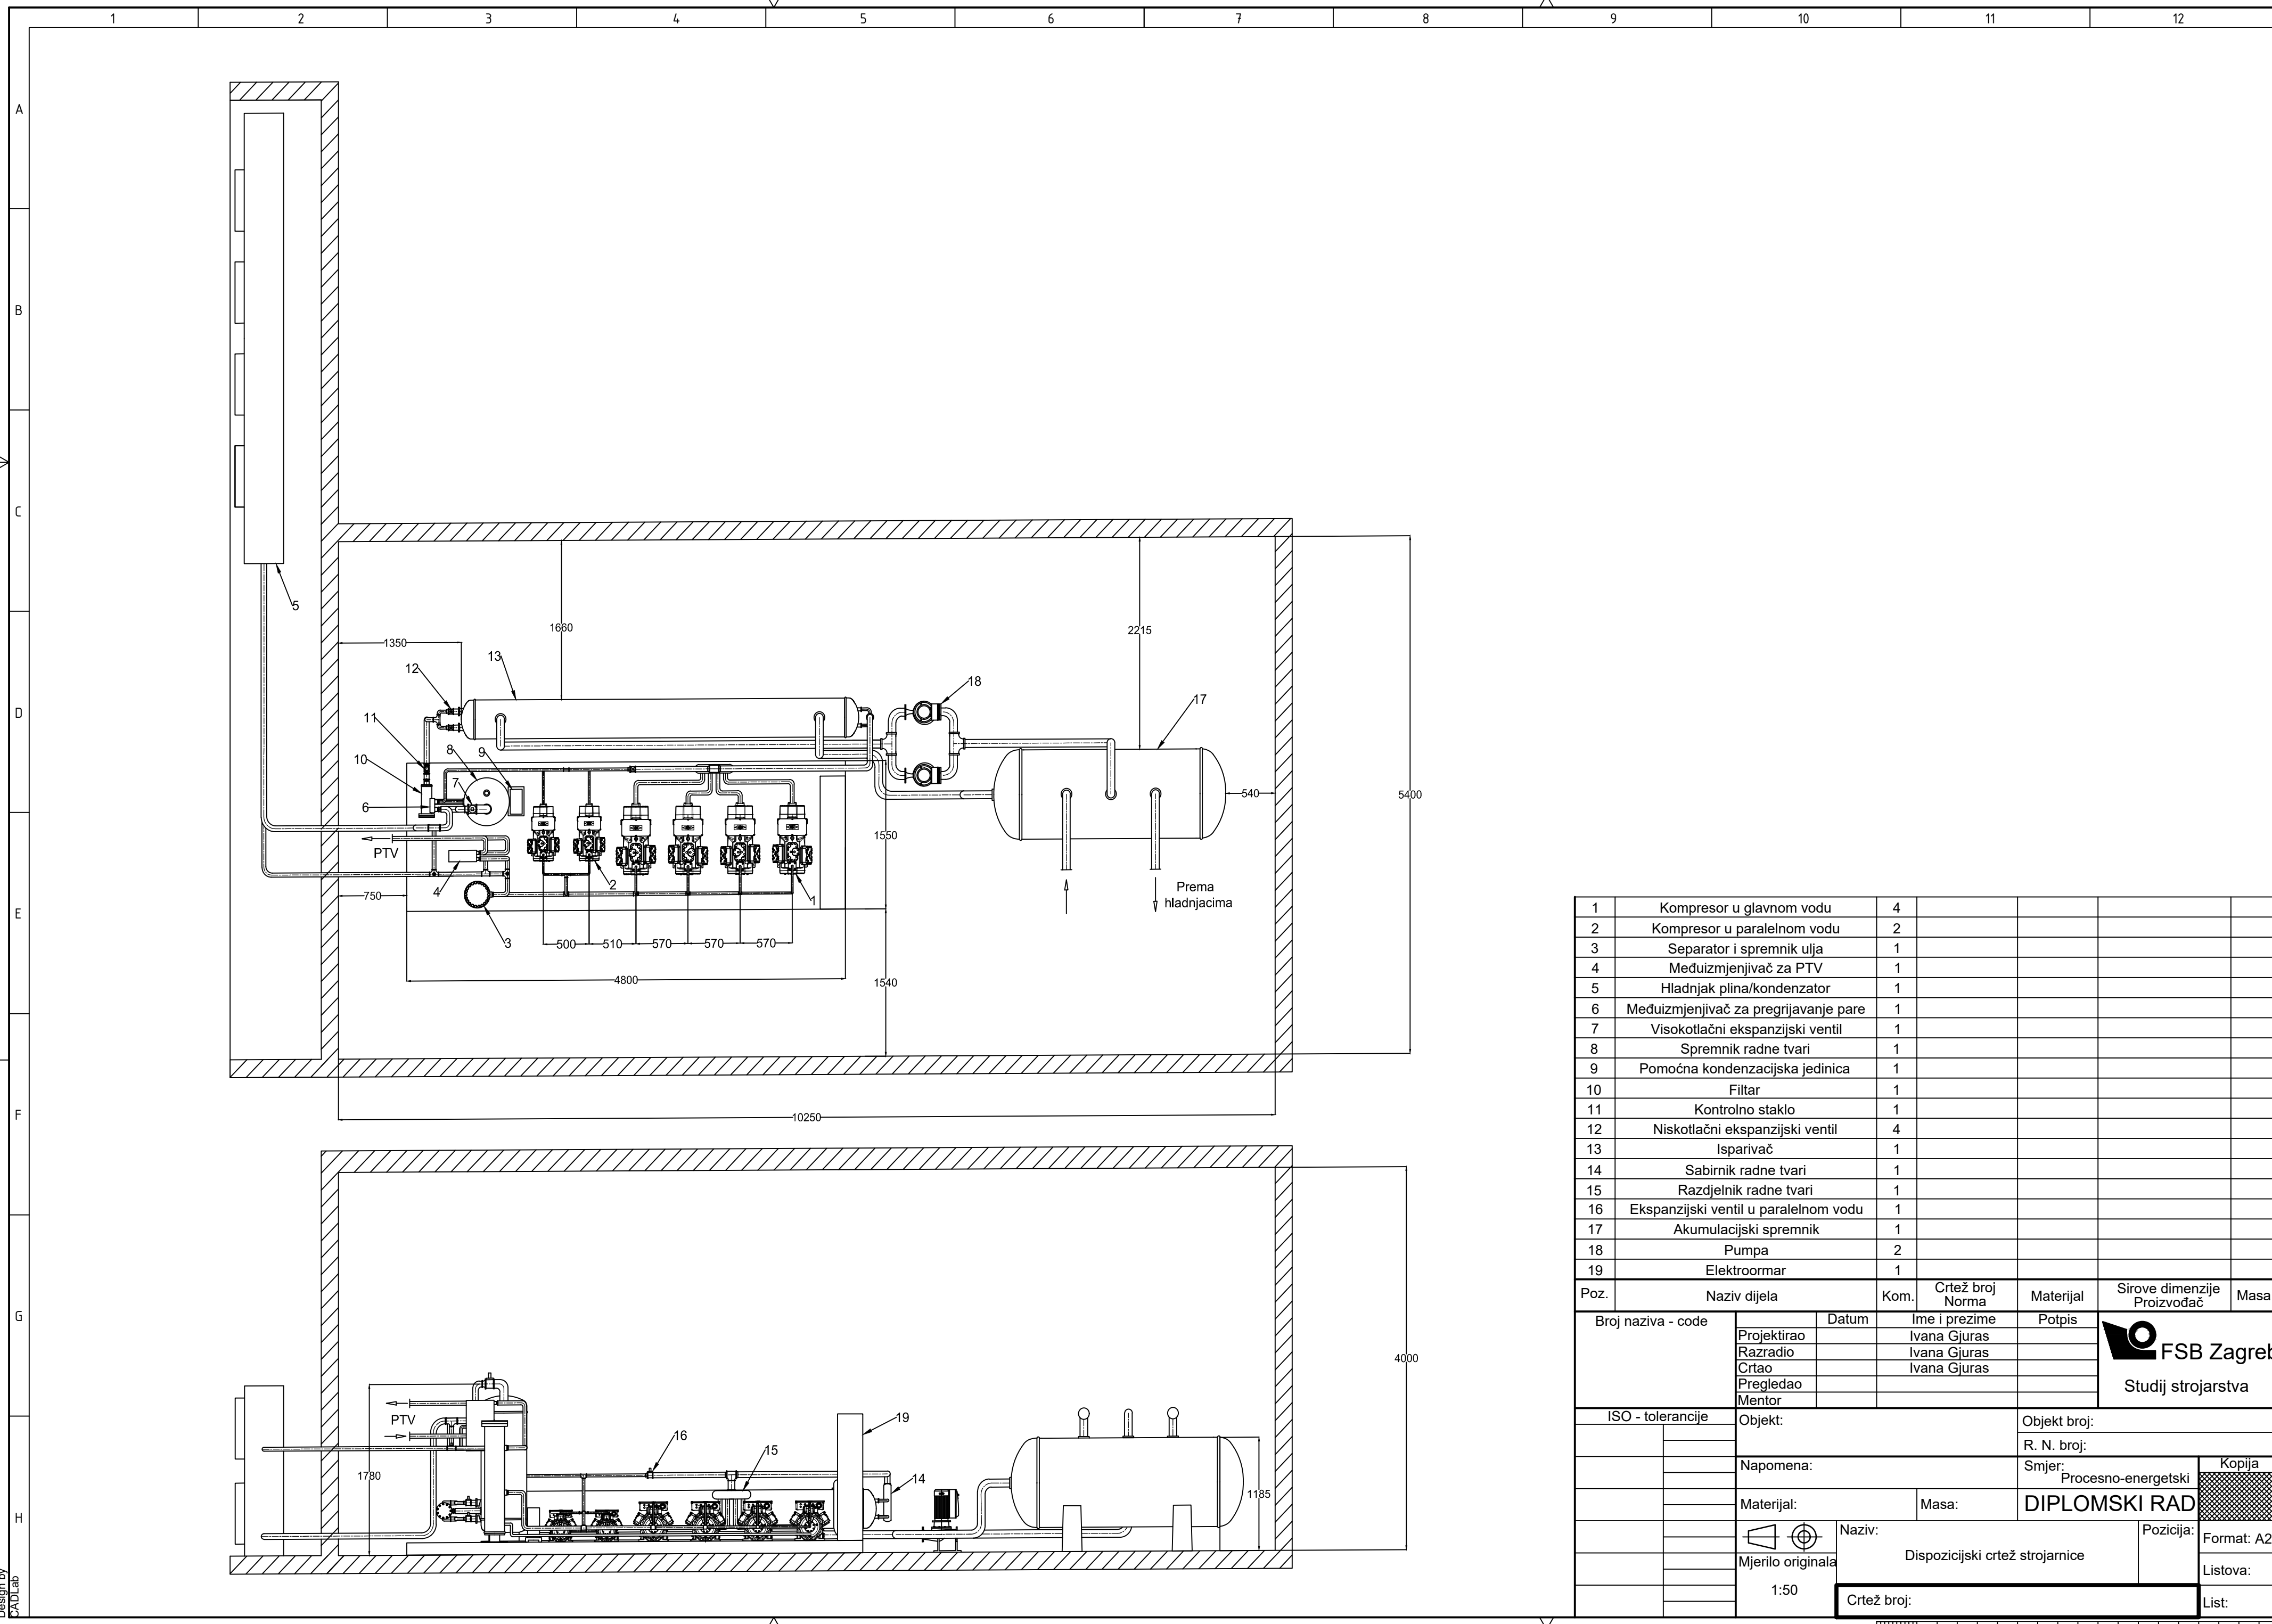 1 2 3 4 5 6 7 8 9 10 11 12
A
B
C
D
E
F
G
H
5
1660
2215
1350
13
12
18
17
11
8
9
10
7
6
540
5400
1550
PTV
4
2
1
750
Prema
hladnjacima
3
500 510 570 570 570
4800
1540
10250
4000
PTV
19
16
15
1780
14
1185
1 Kompresor u glavnom vodu 4
2 Kompresor u paralelnom vodu 2
3 Separator i spremnik ulja 1
4 Međuizmjenjivač za PTV 1
5 Hladnjak plina/kondenzator 1
6 Međuizmjenjivač za pregrijavanje pare 1
7 Visokotlačni ekspanzijski ventil 1
8 Spremnik radne tvari 1
9 Pomoćna kondenzacijska jedinica 1
10 Filtar 1
11 Kontrolno staklo 1
12 Niskotlačni ekspanzijski ventil 4
13 Isparivač 1
14 Sabirnik radne tvari 1
15 Razdjelnik radne tvari 1
16 Ekspanzijski ventil u paralelnom vodu 1
17 Akumulacijski spremnik 1
18 Pumpa 2
19 Elektroormar 1
Poz. Naziv dijela Kom. Crtež broj Norma Materijal Sirove dimenzije Proizvođač Masa
Broj naziva - code
Datum Ime i prezime Potpis
Projektirao Ivana Gjuras
Razradio Ivana Gjuras
Crtao Ivana Gjuras
Pregledao
Mentor
FSB Zagreb
Studij strojarstva
ISO - tolerancije
Objekt:
Objekt broj:
R. N. broj:
Napomena:
Smjer:
Procesno-energetski
Kopija
Materijal:
Masa:
DIPLOMSKI RAD
Naziv:
Dispozicijski crtež strojarnice
Pozicija:
Format: A2
Mjerilo originala
1:50
Listova:
Crtež broj:
List:
Design by
CADLab